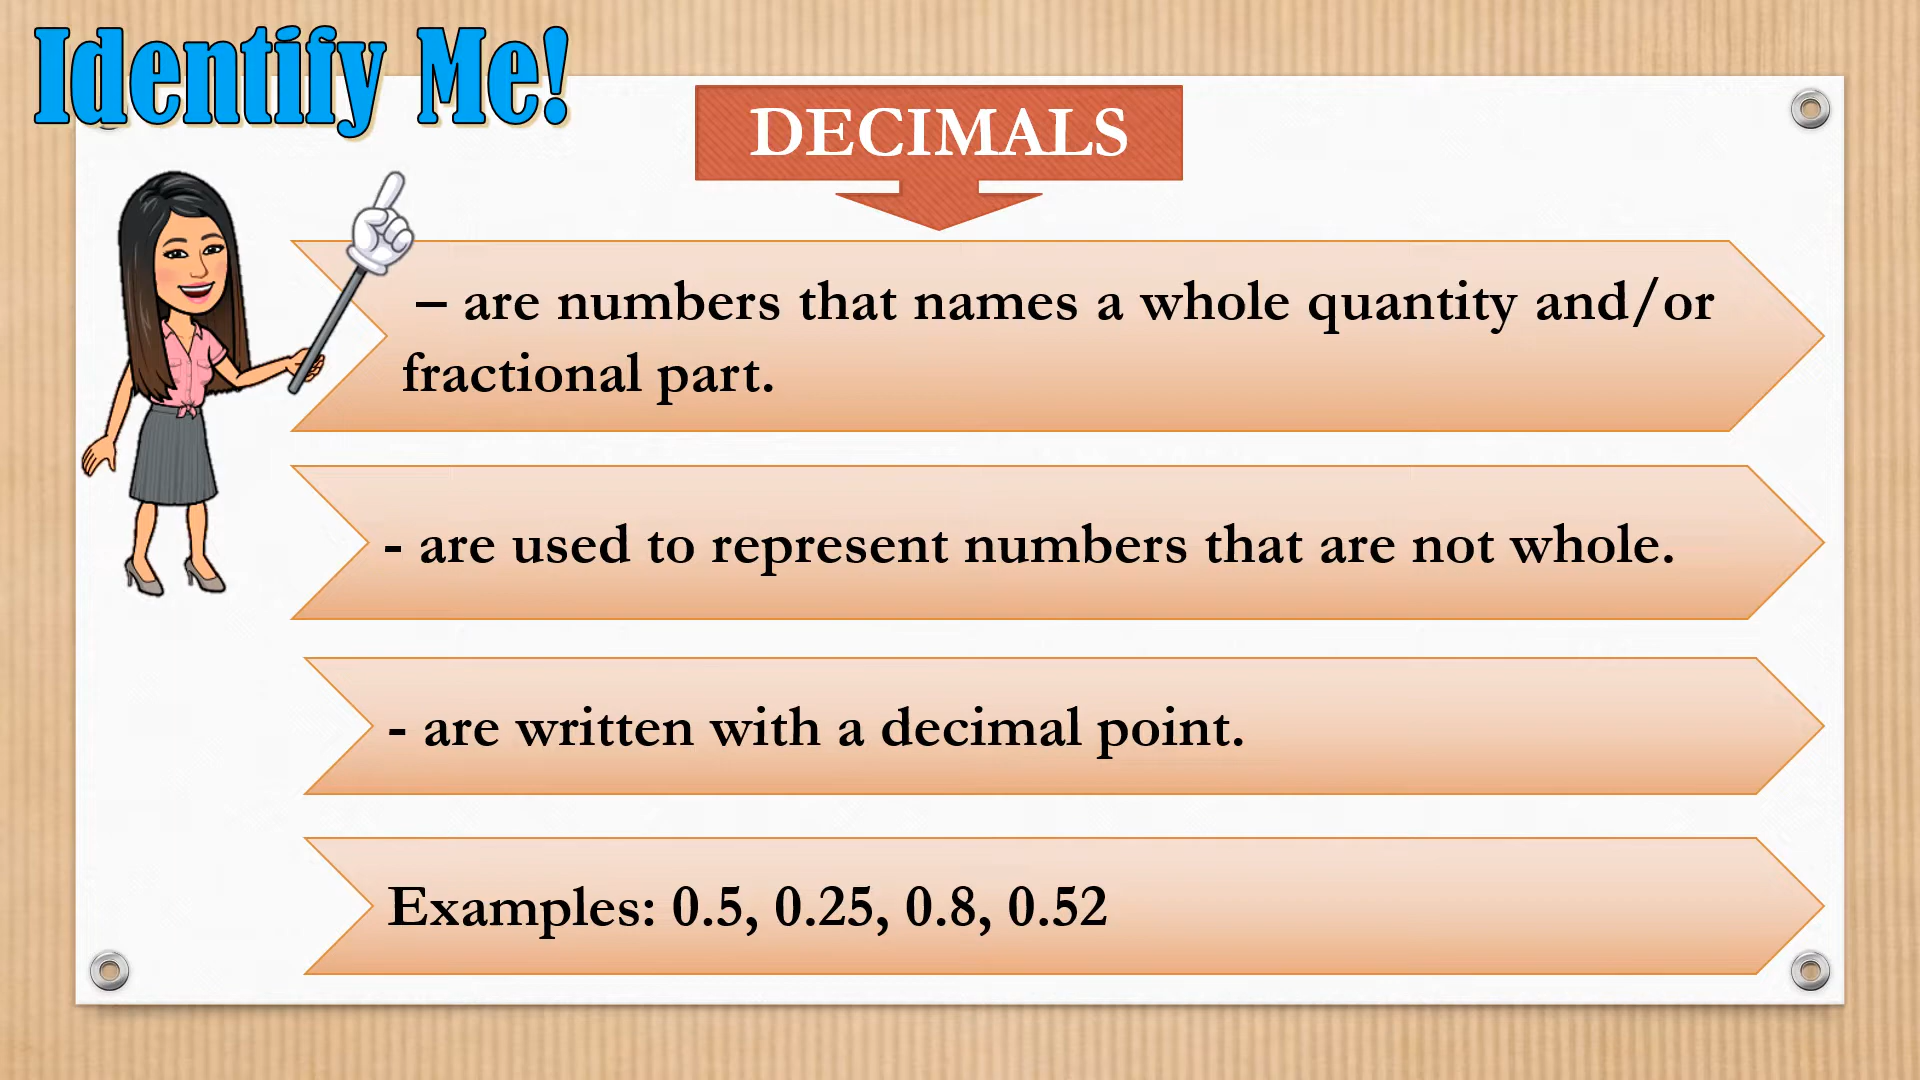 Identify Me!
DECIMALS
– are numbers that names a whole quantity and/or
fractional part.
- are used to represent numbers that are not whole.
- are written with a decimal point.
Examples: 0.5, 0.25, 0.8, 0.52